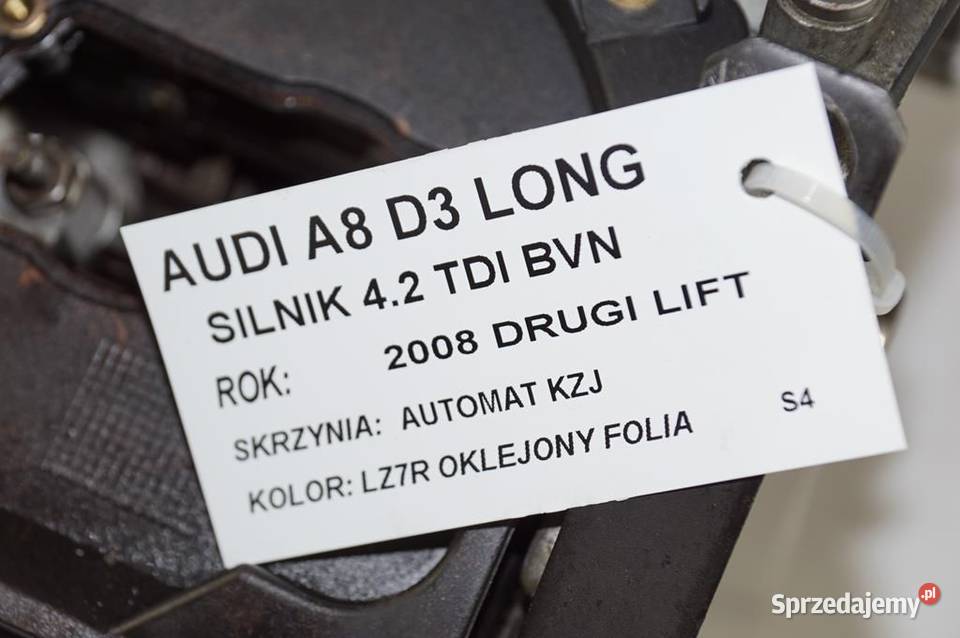 AUDI A8 D3 LONG
SILNIK 4.2 TDI BVN
ROK: 2008 DRUGI LIFT
SKRZYNIA: AUTOMAT KZJ
KOLOR: LZ7R OKLEJONY FOLIA S4
Sprzedajemy.pl